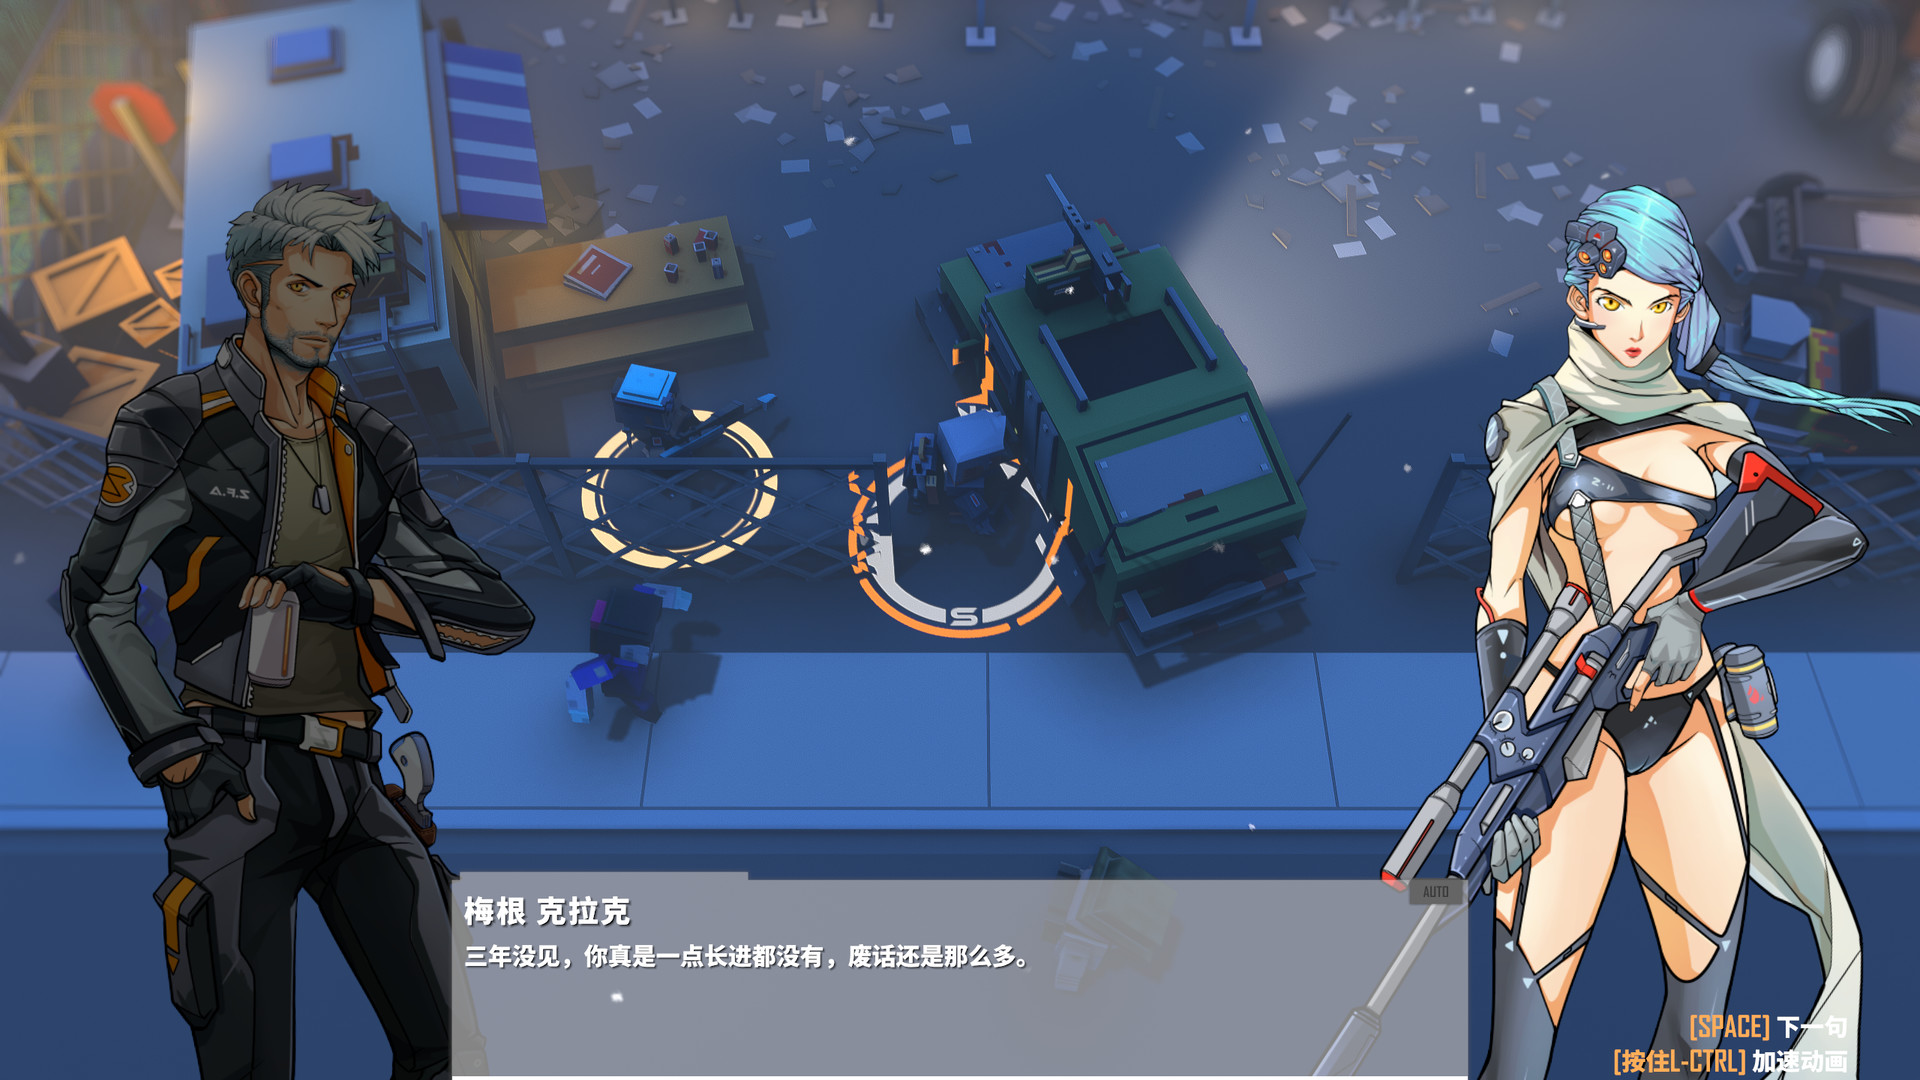 A.F.S
S
AUTO
梅根 克拉克
三年没见，你真是一点长进都没有，废话还是那么多。
[SPACE] 下一句
[按住L-CTRL] 加速动画